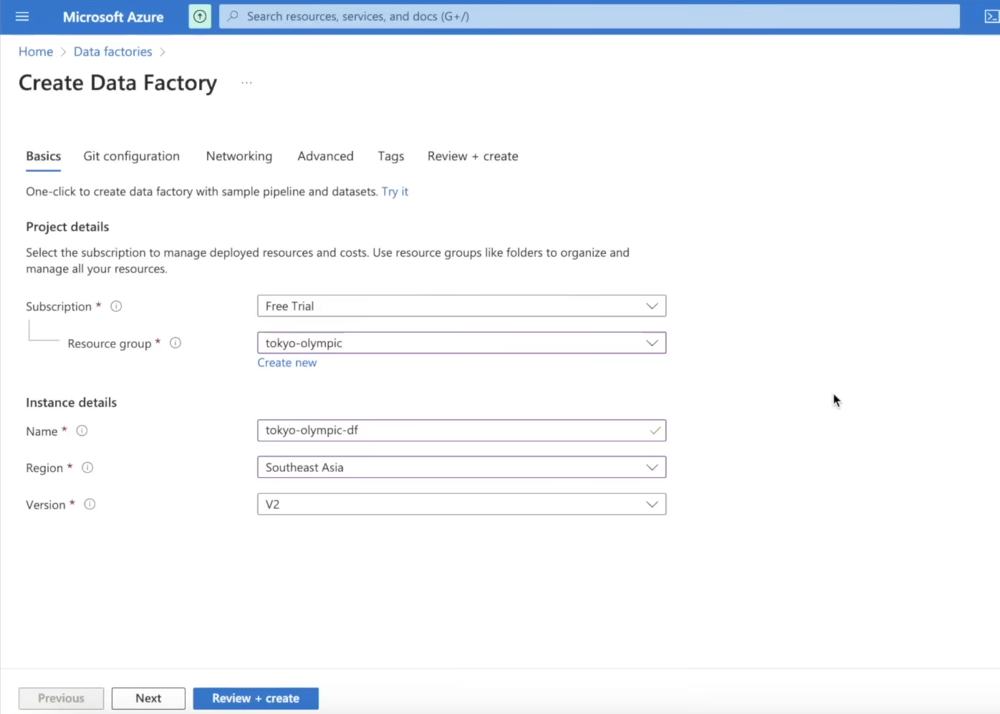 Microsoft Azure
Search resources, services, and docs (G+/)
Home > Data factories >
Create Data Factory ...
Basics Git configuration Networking Advanced Tags Review + create
One-click to create data factory with sample pipeline and datasets. Try it
Project details
Select the subscription to manage deployed resources and costs. Use resource groups like folders to organize and
manage all your resources.
Subscription * Free Trial
Resource group * tokyo-olympic
Create new
Instance details
Name * tokyo-olympic-df
Region * Southeast Asia
Version * V2
Previous Next Review + create